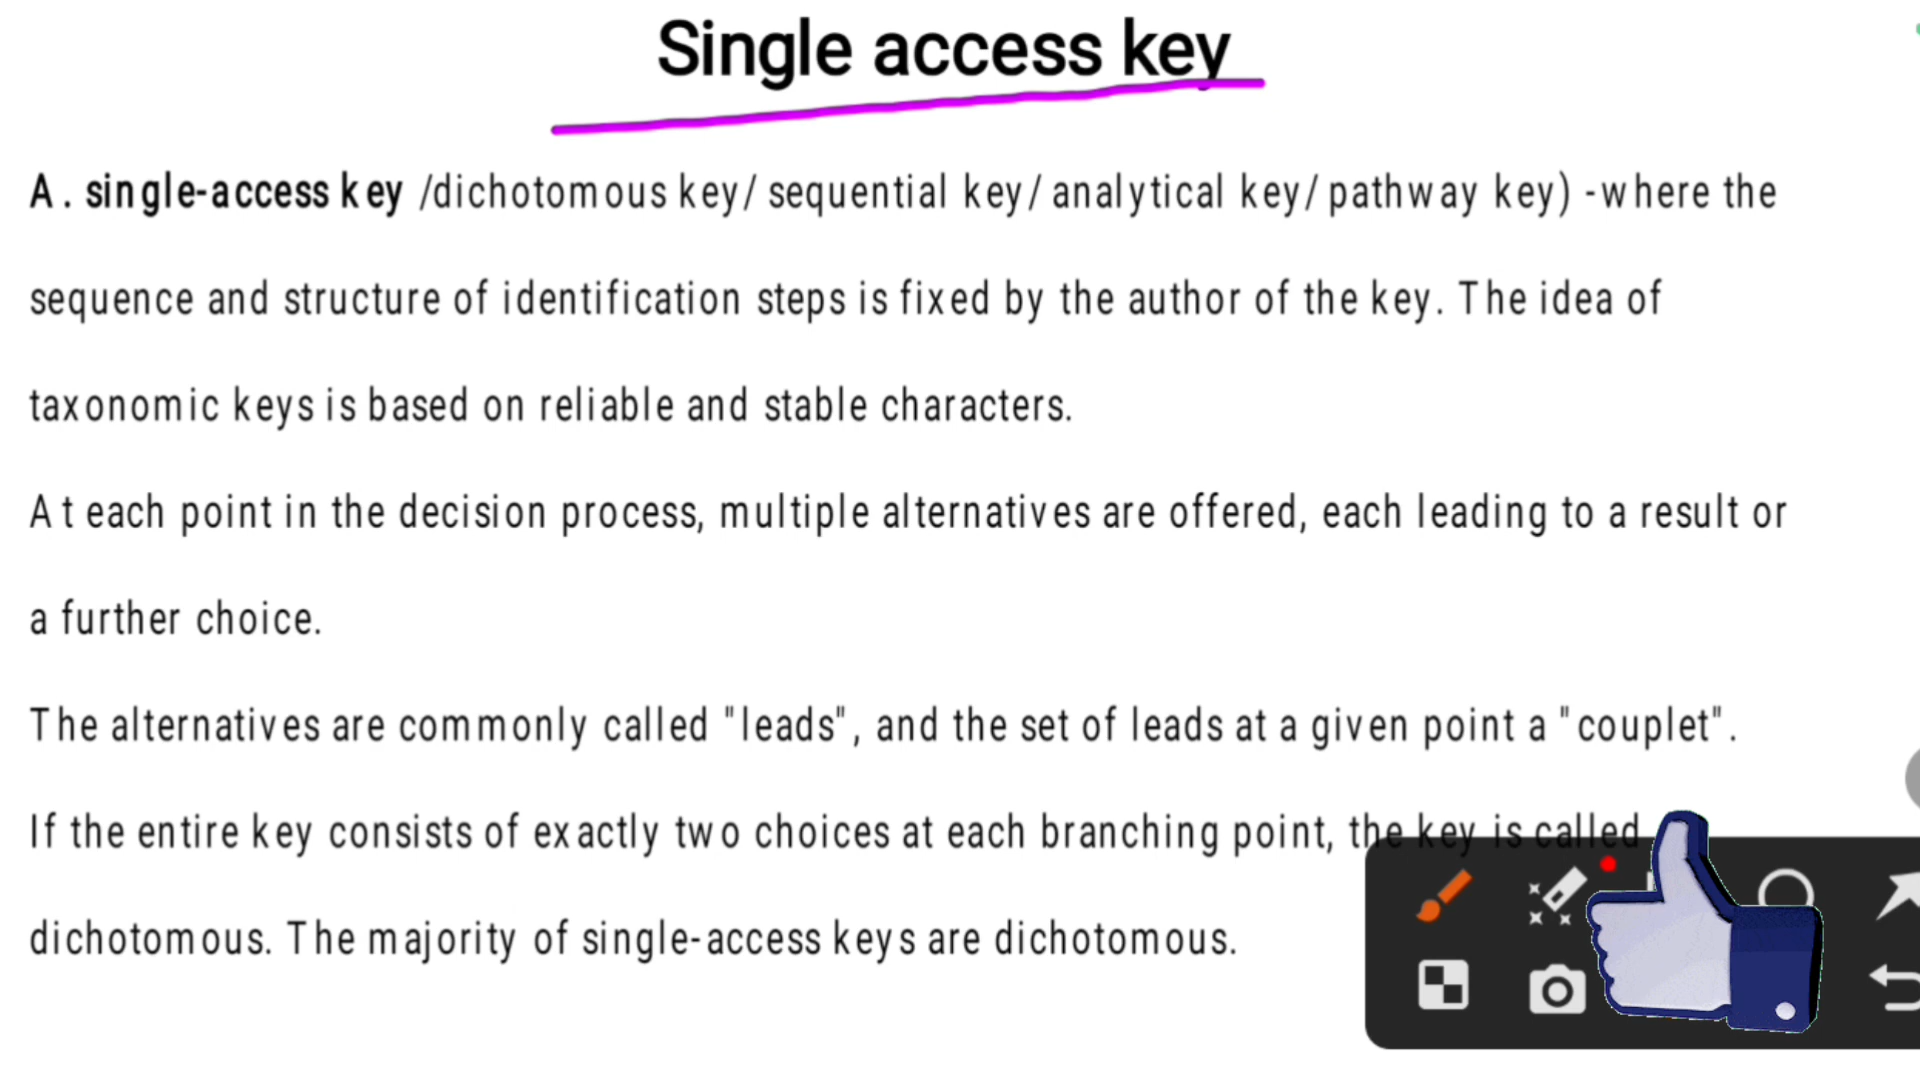 Single access key
A. single-access key /dichotomous key/ sequential key/ analytical key/ pathway key) -where the
sequence and structure of identification steps is fixed by the author of the key. The idea of
taxonomic keys is based on reliable and stable characters.
At each point in the decision process, multiple alternatives are offered, each leading to a result or
a further choice.
The alternatives are commonly called "leads", and the set of leads at a given point a "couplet".
If the entire key consists of exactly two choices at each branching point, the key is called
dichotomous. The majority of single-access keys are dichotomous.